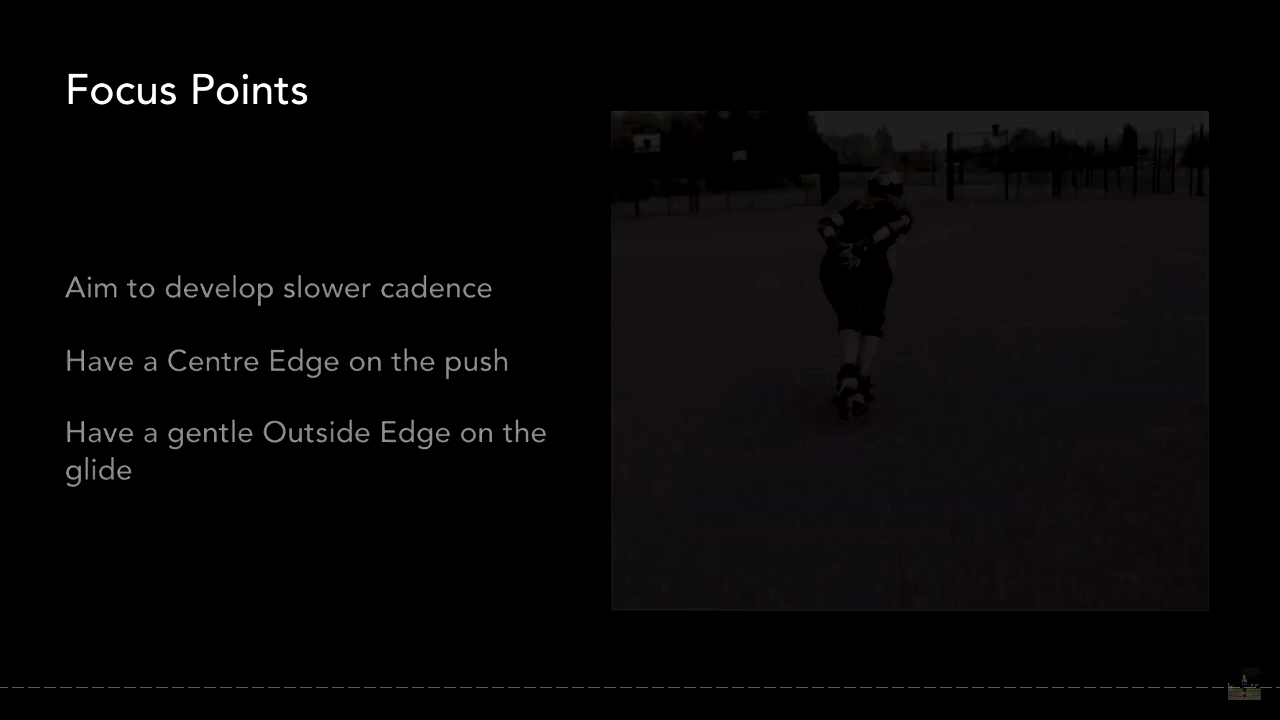 Focus Points
Aim to develop slower cadence
Have a Centre Edge on the push
Have a gentle Outside Edge on the
glide